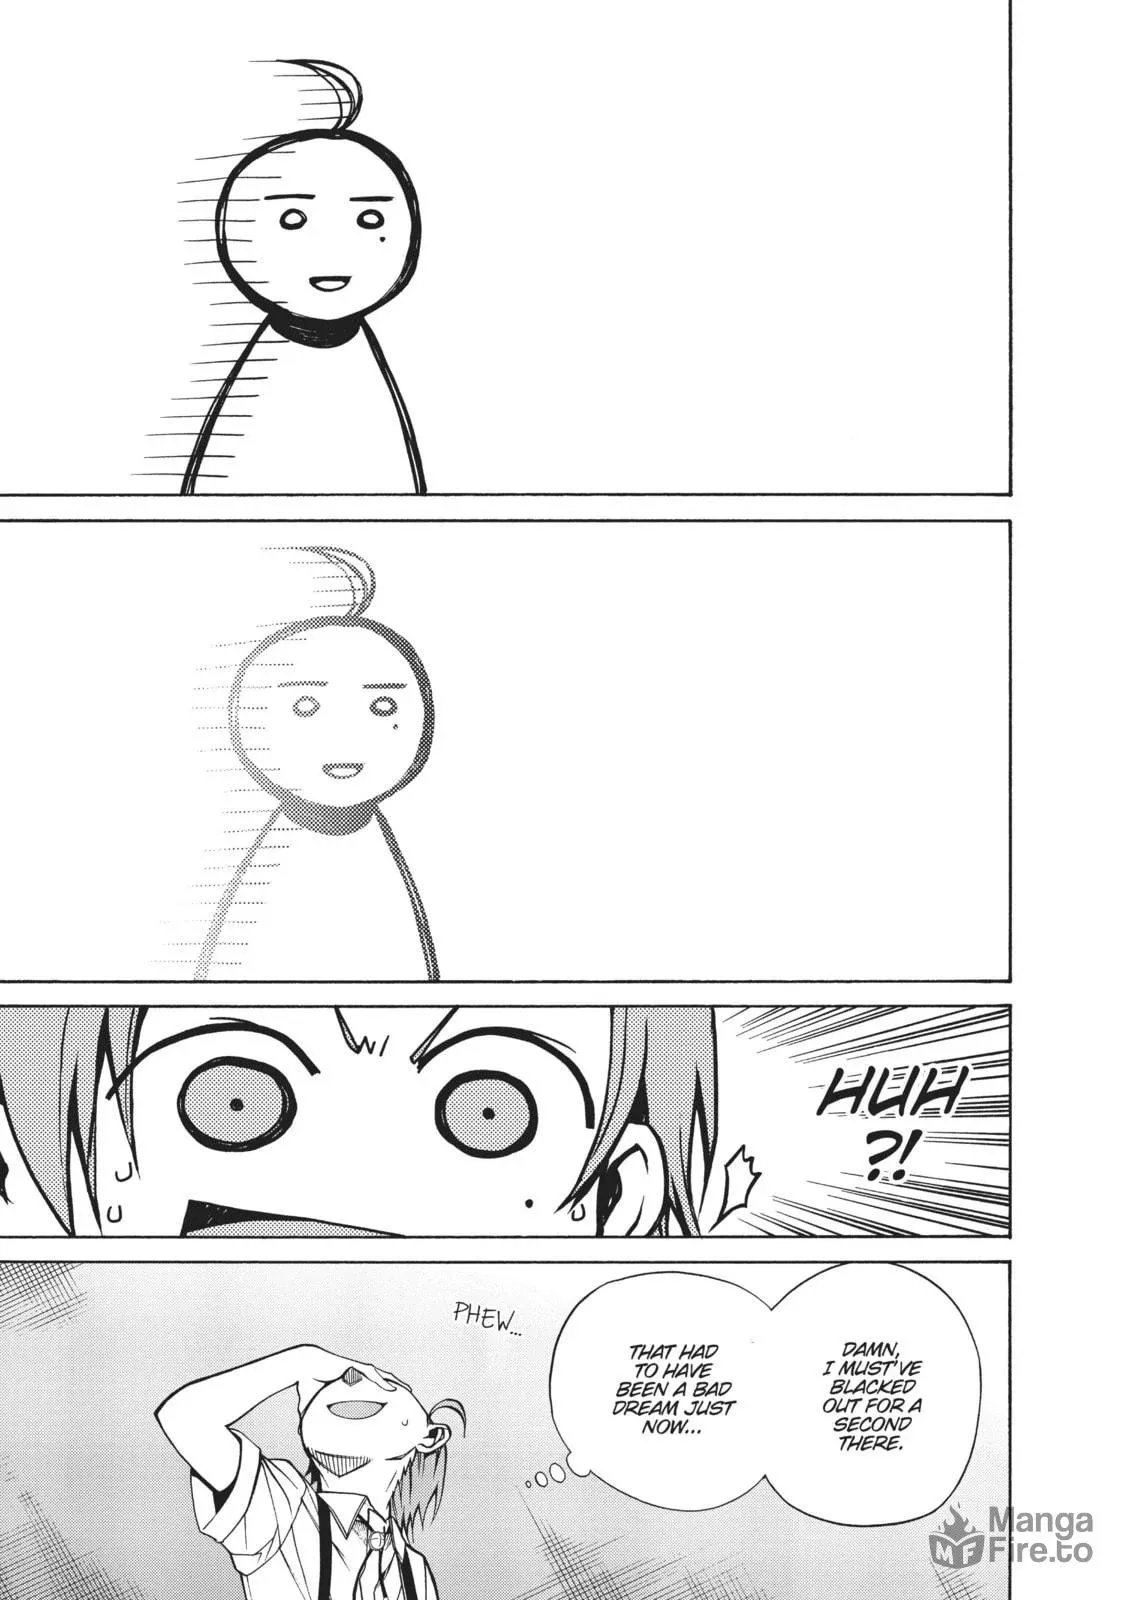 HUH
?!
DAMN,
I MUST'VE
BLACKED
OUT FOR A
SECOND
THERE.
THAT HAD
TO HAVE
BEEN A BAD
DREAM JUST
NOW...
PHEW...
Manga
Fire.to
MF